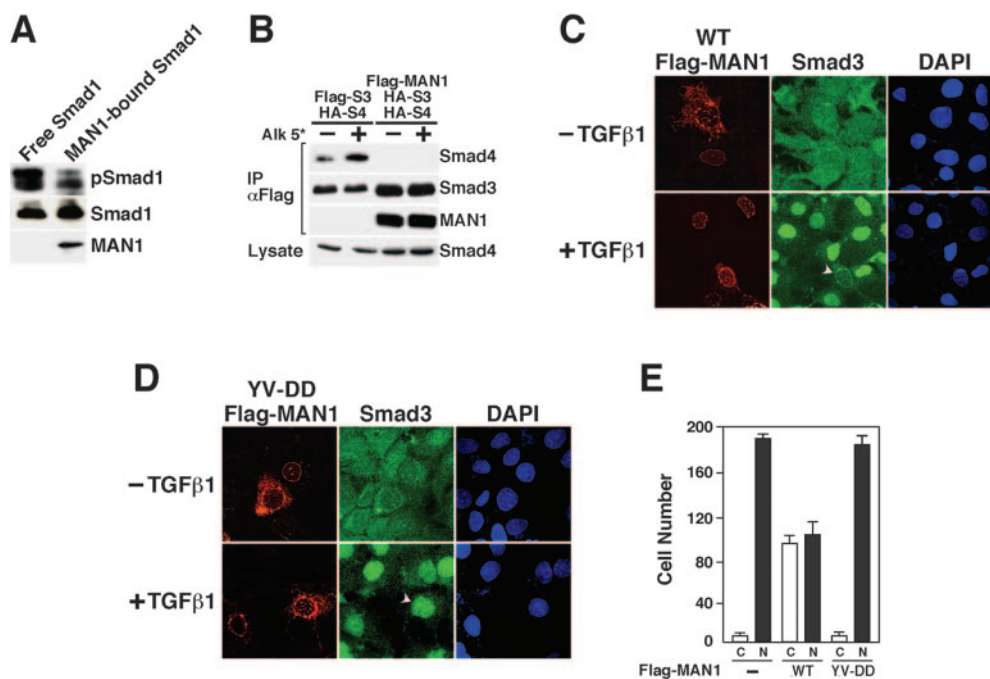 A
Free Smad1
MAN1-bound Smad1
pSmad1
Smad1
MAN1
B
Flag-MAN1
Flag-S3 HA-S3
HA-S4 HA-S4
Alk 5* − + − +
IP
αFlag
Smad4
Smad3
MAN1
Lysate
Smad4
C
WT
Flag-MAN1 Smad3 DAPI
−TGFβ1
+TGFβ1
D
YV-DD
Flag-MAN1 Smad3 DAPI
−TGFβ1
+TGFβ1
E
Cell Number
200
160
120
80
40
0
C N C N C N
Flag-MAN1 − WT YV-DD